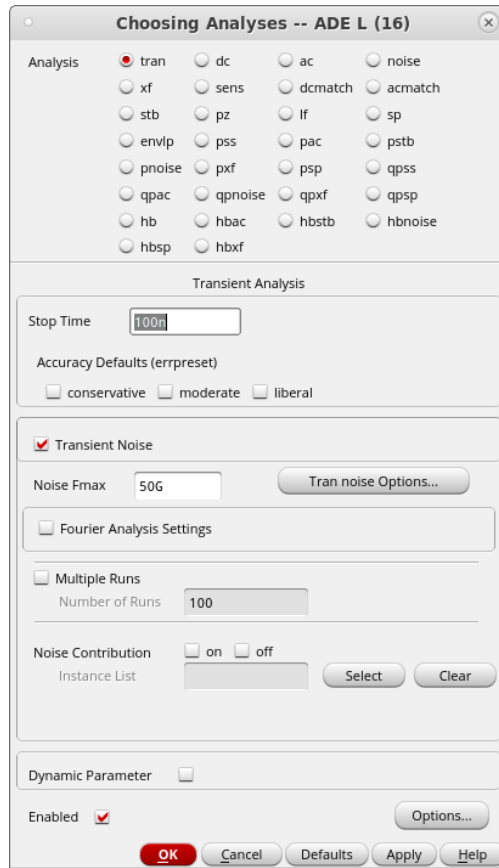 Choosing Analyses -- ADE L (16)
Analysis tran dc ac noise
xf sens dcmatch acmatch
stb pz lf sp
envlp pss pac pstb
pnoise pxf psp qpss
qpac qpnoise qpxf qpsp
hb hbac hbstb hbnoise
hbsp hbxf
Transient Analysis
Stop Time 100n
Accuracy Defaults (errpreset)
conservative moderate liberal
Transient Noise
Noise Fmax 50G Tran noise Options...
Fourier Analysis Settings
Multiple Runs
Number of Runs 100
Noise Contribution on off
Instance List Select Clear
Dynamic Parameter
Enabled Options...
OK Cancel Defaults Apply Help